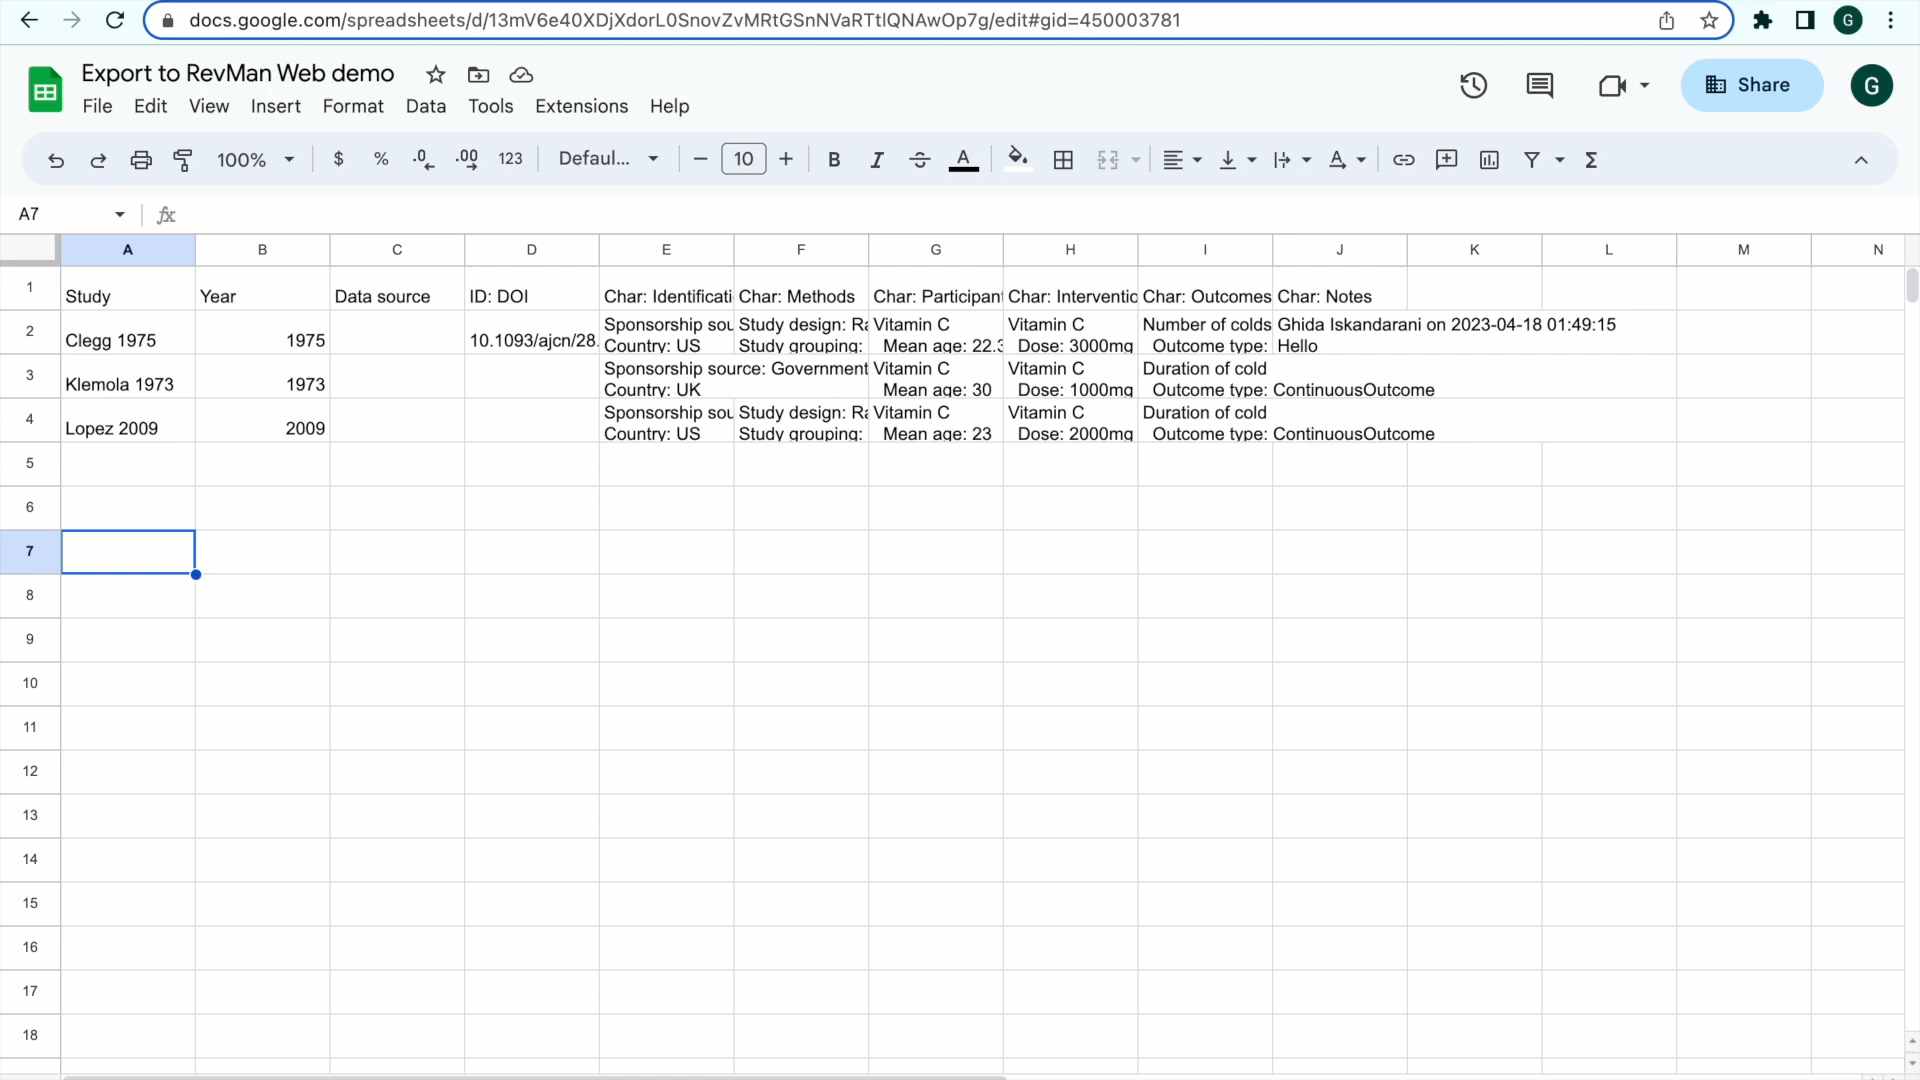 docs.google.com/spreadsheets/d/13mV6e40XDjXdorL0SnovZvMRtGSnNVaRTtlQNAwOp7g/edit#gid=450003781
G
Export to RevMan Web demo
File Edit View Insert Format Data Tools Extensions Help
Share
G
100% $ % .0 .00 123 Defaul... 10 B I A A Σ
A7 fx
A B C D E F G H I J K L M N
1 Study Year Data source ID: DOI Char: Identificati Char: Methods Char: Participan Char: Interventio Char: Outcomes Char: Notes
2 Clegg 1975 1975 10.1093/ajcn/28. Sponsorship sou Study design: Ra Vitamin C Vitamin C Number of colds Ghida Iskandarani on 2023-04-18 01:49:15
Country: US Study grouping: Mean age: 22.3 Dose: 3000mg Outcome type: Hello
3 Klemola 1973 1973 Sponsorship source: Government Vitamin C Vitamin C Duration of cold
Country: UK Mean age: 30 Dose: 1000mg Outcome type: ContinuousOutcome
4 Lopez 2009 2009 Sponsorship sou Study design: Ra Vitamin C Vitamin C Duration of cold
Country: US Study grouping: Mean age: 23 Dose: 2000mg Outcome type: ContinuousOutcome
5
6
7
8
9
10
11
12
13
14
15
16
17
18